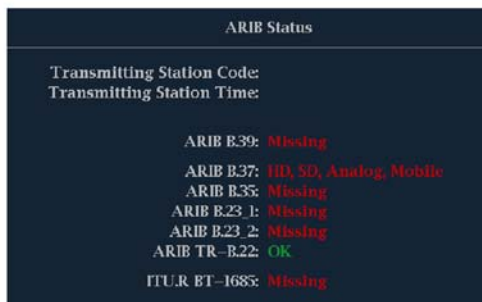 ARIB Status
Transmitting Station Code:
Transmitting Station Time:
ARIB B.39: Missing
ARIB B.37: HD, SD, Analog, Mobile
ARIB B.35: Missing
ARIB B.23_1: Missing
ARIB B.23_2: Missing
ARIB TR-B.22: OK
ITU.R BT-1685: Missing